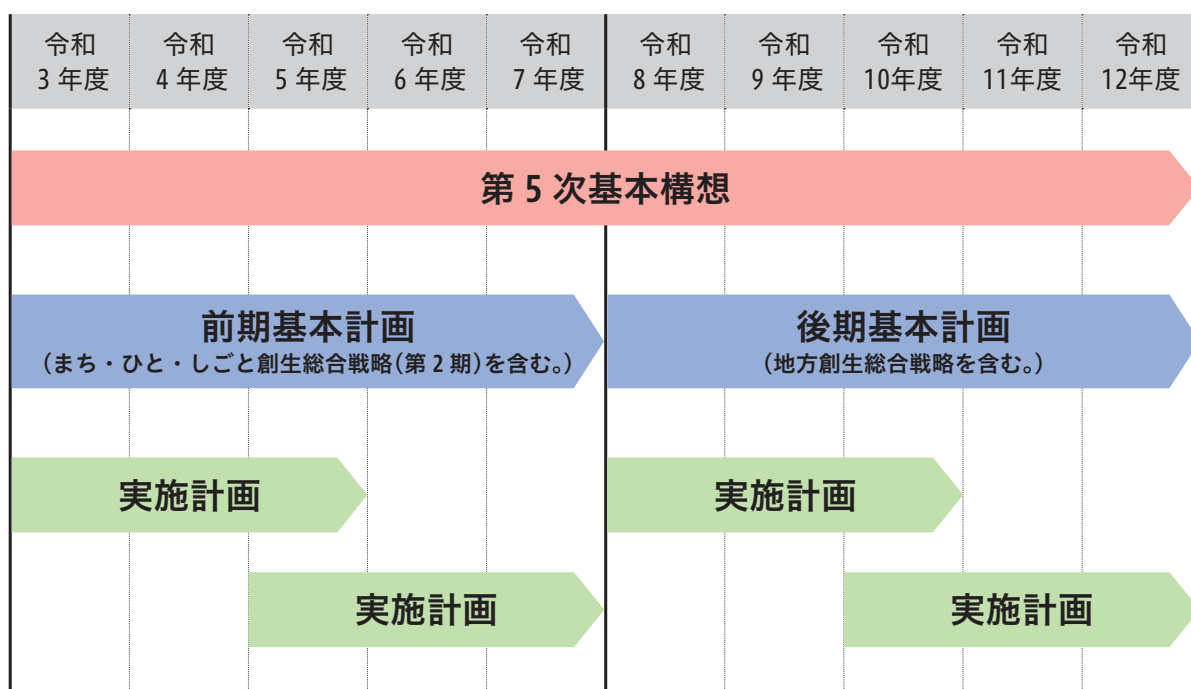 令和
3 年度
令和
4 年度
令和
5 年度
令和
6 年度
令和
7 年度
令和
8 年度
令和
9 年度
令和
10年度
令和
11年度
令和
12年度
第 5 次基本構想
前期基本計画
（まち・ひと・しごと創生総合戦略（第 2 期）を含む。）
後期基本計画
（地方創生総合戦略を含む。）
実施計画
実施計画
実施計画
実施計画